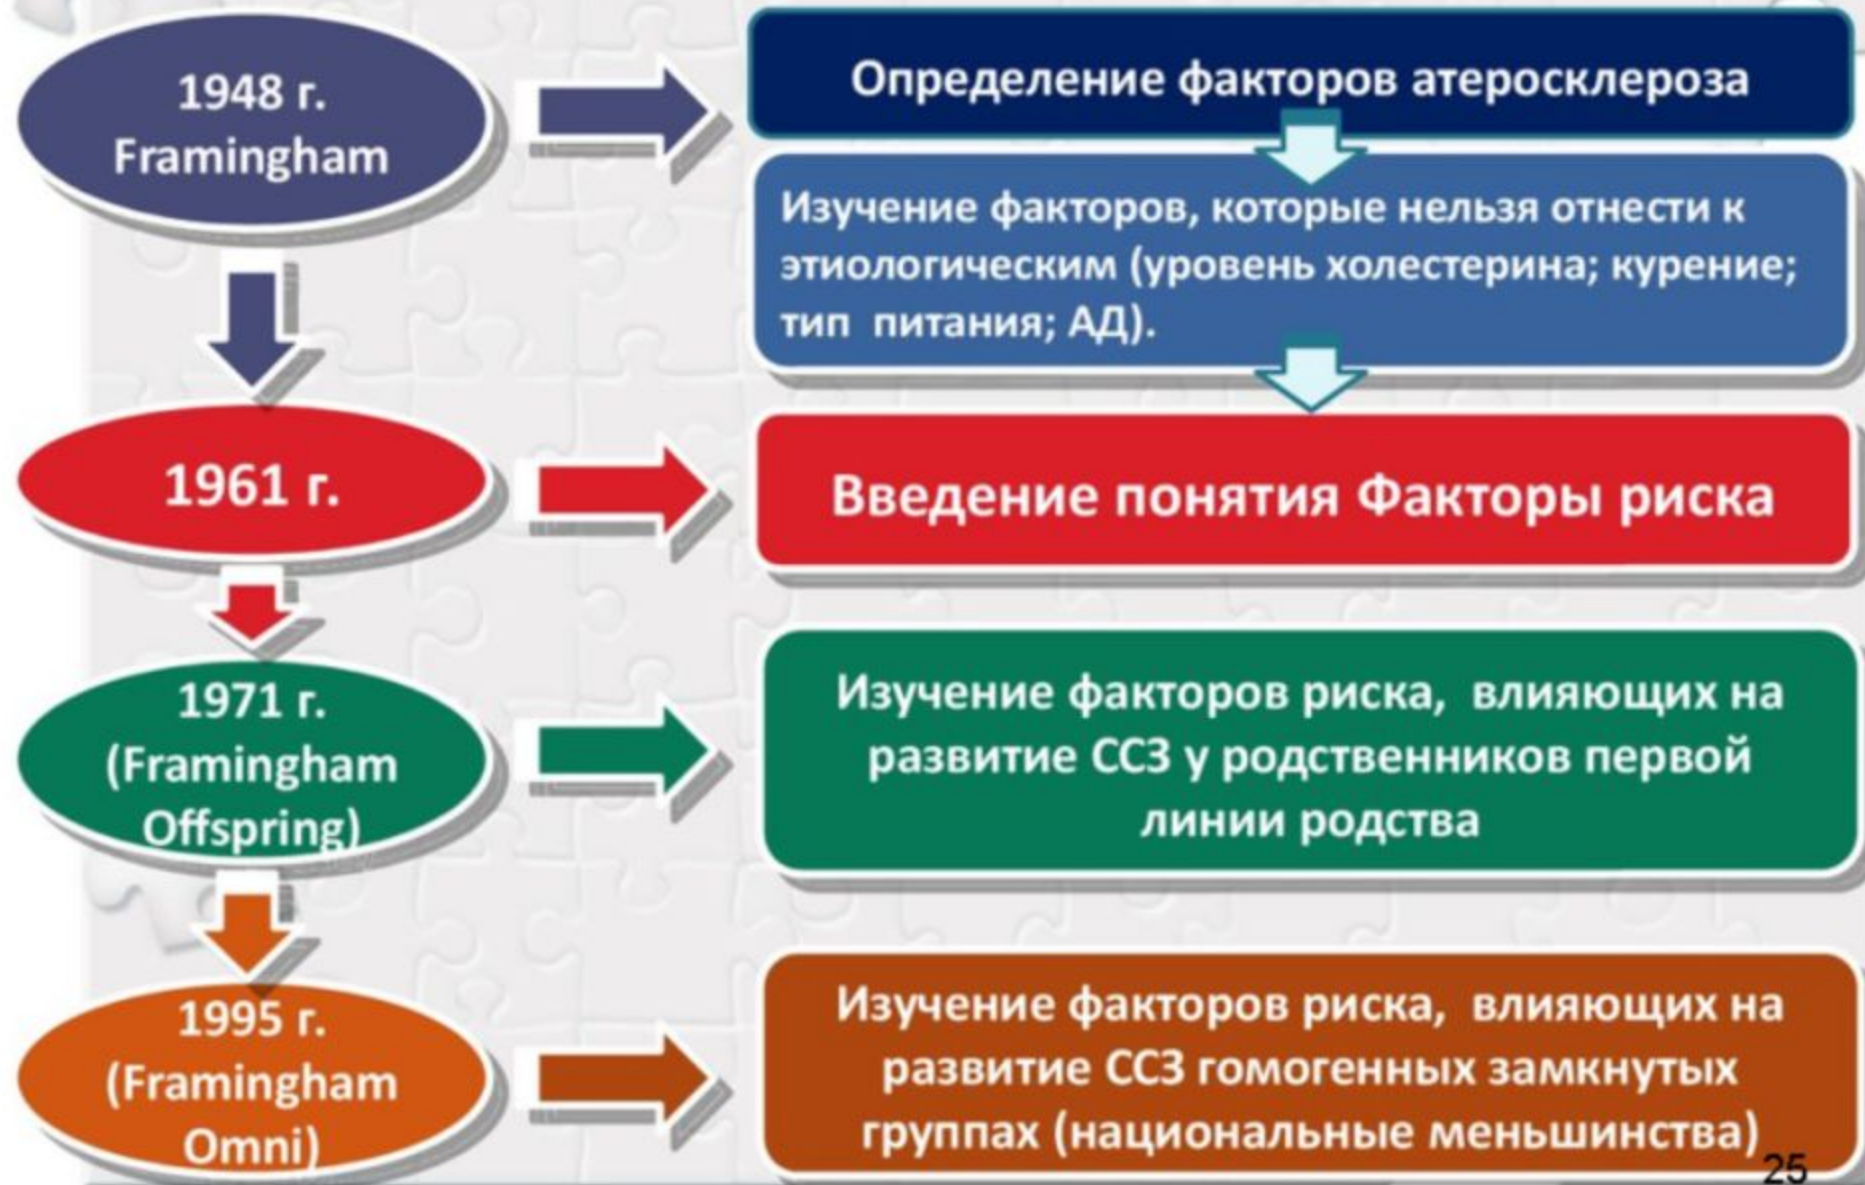 1948 г.
Framingham
Определение факторов атеросклероза
Изучение факторов, которые нельзя отнести к
этиологическим (уровень холестерина; курение;
тип питания; АД).
1961 г.
Введение понятия Факторы риска
1971 г.
(Framingham
Offspring)
Изучение факторов риска, влияющих на
развитие ССЗ у родственников первой
линии родства
1995 г.
(Framingham
Omni)
Изучение факторов риска, влияющих на
развитие ССЗ гомогенных замкнутых
группах (национальные меньшинства)
25